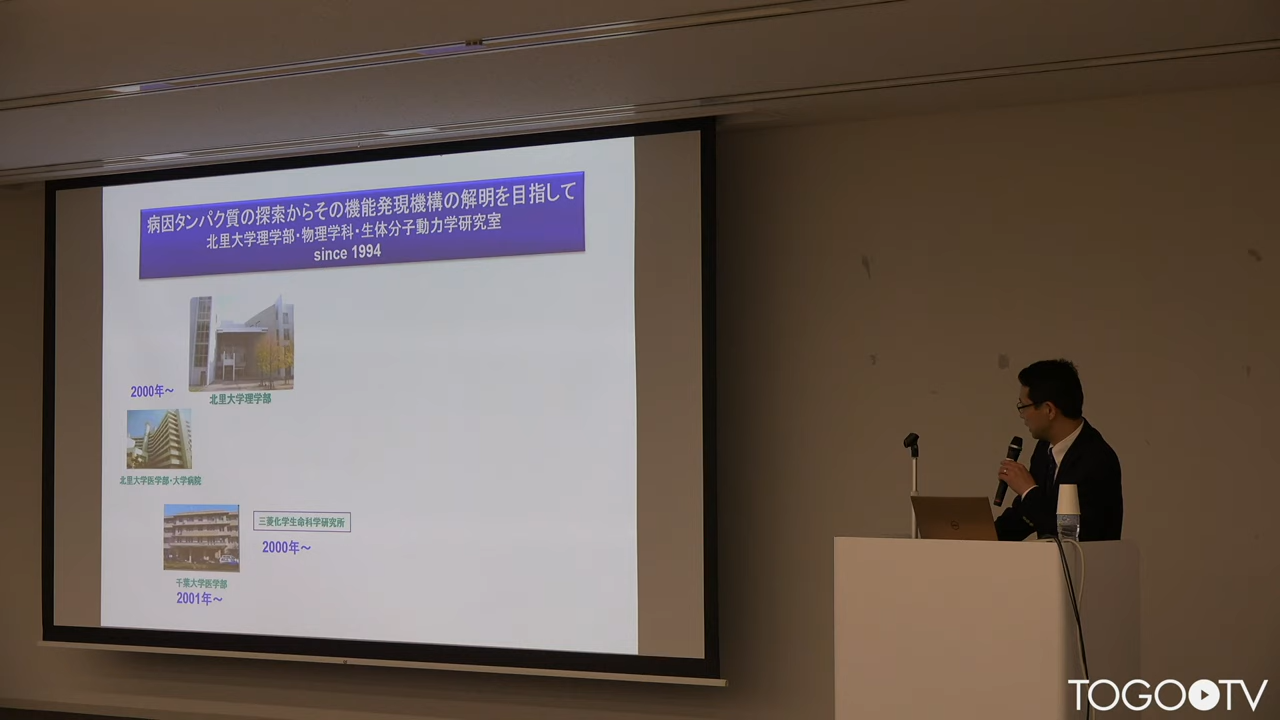 病因タンパク質の探索からその機能発現機構の解明を目指して
北里大学理学部・物理学科・生体分子動力学研究室
since 1994
北里大学理学部
2000年～
北里大学医学部・大学病院
三菱化学生命科学研究所
2000年～
千葉大学医学部
2001年～
TOGOTV